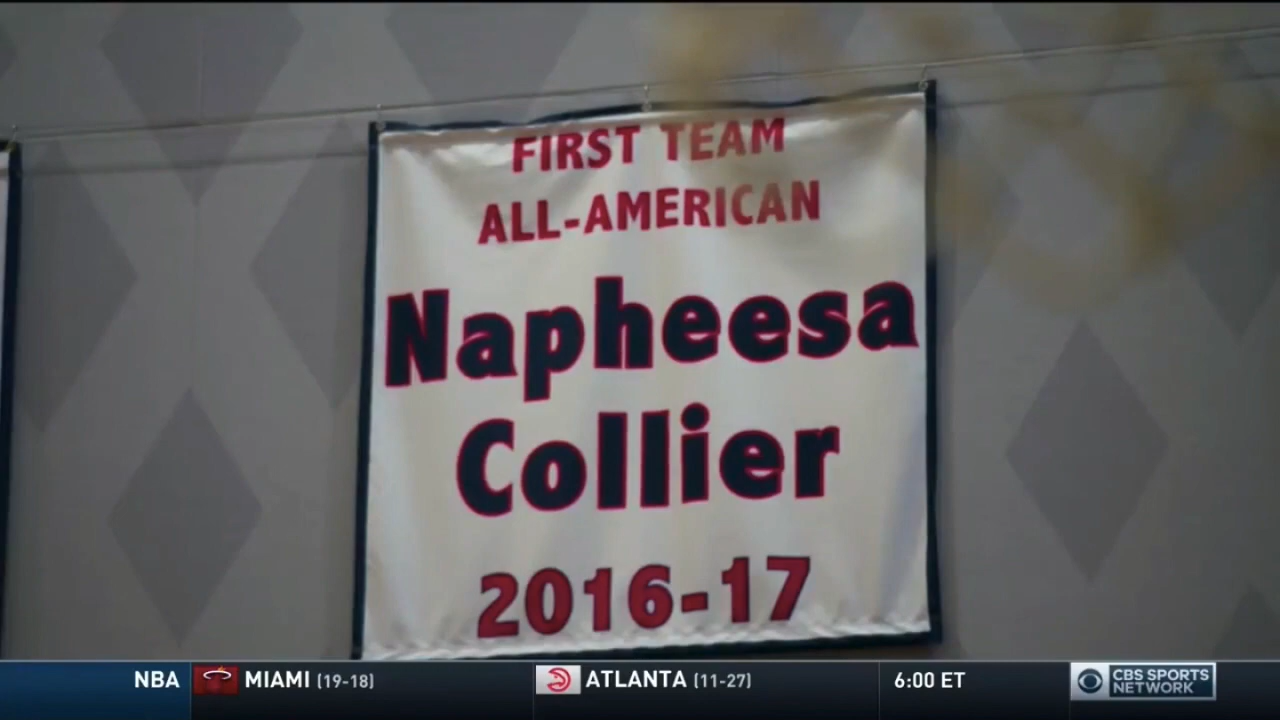 FIRST TEAM
ALL-AMERICAN
Napheesa
Collier
2016-17
NBA MIAMI (19-18) ATLANTA (11-27) 6:00 ET CBS SPORTS NETWORK